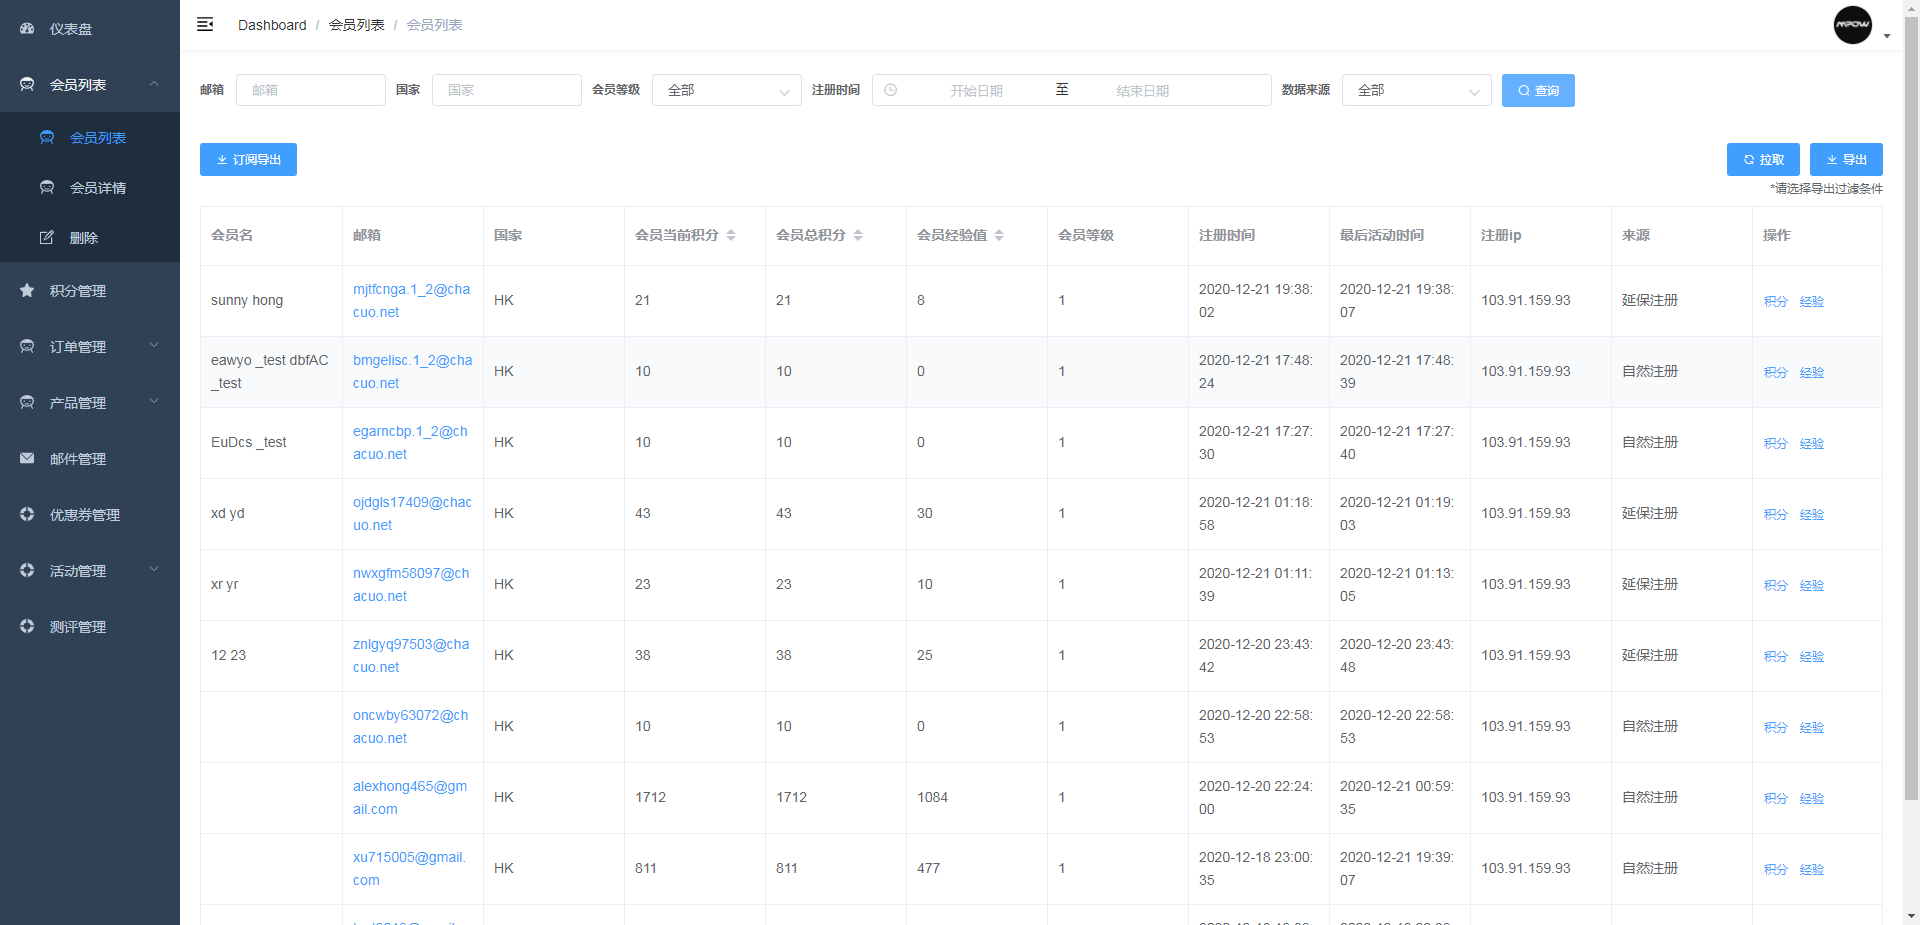 仪表盘
会员列表
会员列表
会员详情
删除
积分管理
订单管理
产品管理
邮件管理
优惠券管理
活动管理
测评管理
Dashboard / 会员列表 / 会员列表
MPOW
邮箱 邮箱 国家 国家 会员等级 全部 注册时间 开始日期 至 结束日期 数据来源 全部 查询
订阅导出 拉取 导出
*请选择导出过滤条件
会员名 邮箱 国家 会员当前积分 会员总积分 会员经验值 会员等级 注册时间 最后活动时间 注册ip 来源 操作
mjtfcnga.1_2@cha 2020-12-21 19:38: 2020-12-21 19:38:
sunny hong HK 21 21 8 1 103.91.159.93 延保注册 积分 经验
cuo.net 02 07
eawyo _test dbfAC bmgelisc.1_2@cha 2020-12-21 17:48: 2020-12-21 17:48:
HK 10 10 0 1 103.91.159.93 自然注册 积分 经验
_test cuo.net 24 39
egarncbp.1_2@ch 2020-12-21 17:27: 2020-12-21 17:27:
EuDcs _test HK 10 10 0 1 103.91.159.93 自然注册 积分 经验
acuo.net 30 40
ojdgls17409@chac 2020-12-21 01:18: 2020-12-21 01:19:
xd yd HK 43 43 30 1 103.91.159.93 延保注册 积分 经验
uo.net 58 03
nwxgfm58097@ch 2020-12-21 01:11: 2020-12-21 01:13:
xr yr HK 23 23 10 1 103.91.159.93 延保注册 积分 经验
acuo.net 39 05
znlgyq97503@cha 2020-12-20 23:43: 2020-12-20 23:43:
12 23 HK 38 38 25 1 103.91.159.93 延保注册 积分 经验
cuo.net 42 48
oncwby63072@ch 2020-12-20 22:58: 2020-12-20 22:58:
HK 10 10 0 1 103.91.159.93 自然注册 积分 经验
acuo.net 53 53
alexhong465@gm 2020-12-20 22:24: 2020-12-21 00:59:
HK 1712 1712 1084 1 103.91.159.93 自然注册 积分 经验
ail.com 00 35
xu715005@gmail. 2020-12-18 23:00: 2020-12-21 19:39:
HK 811 811 477 1 103.91.159.93 自然注册 积分 经验
com 35 07